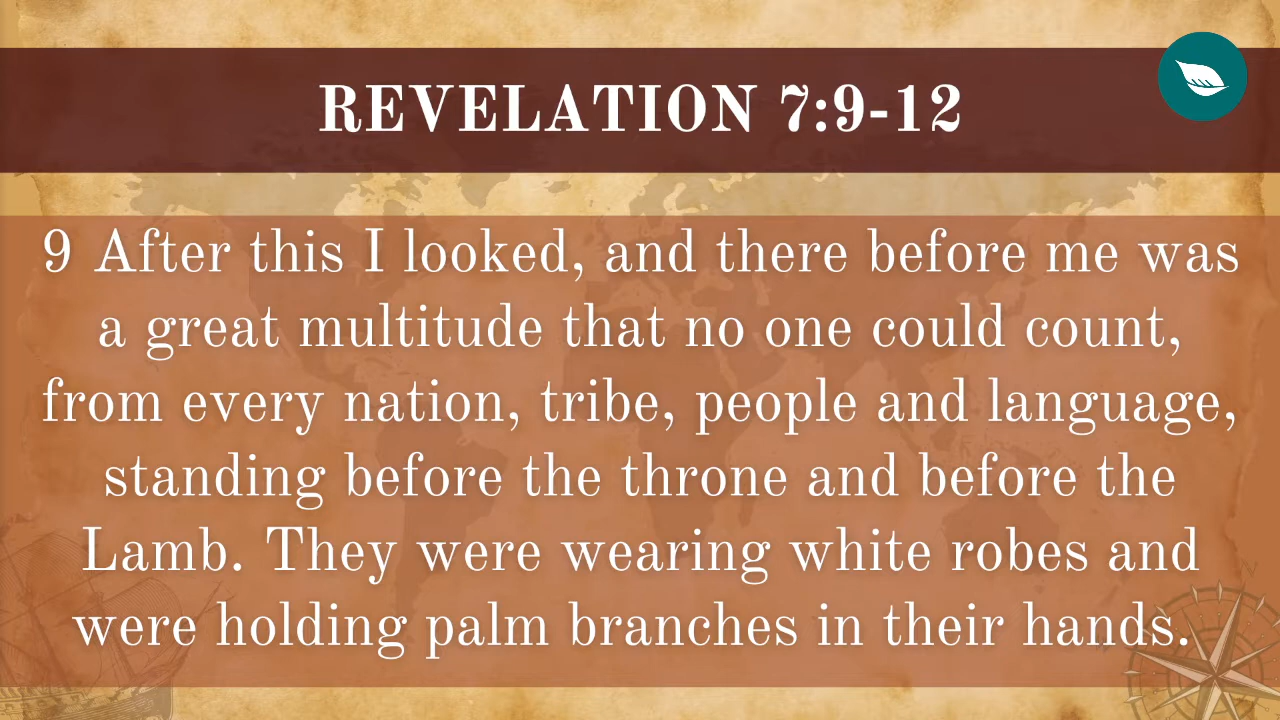 REVELATION 7:9-12
9 After this I looked, and there before me was
a great multitude that no one could count,
from every nation, tribe, people and language,
standing before the throne and before the
Lamb. They were wearing white robes and
were holding palm branches in their hands.